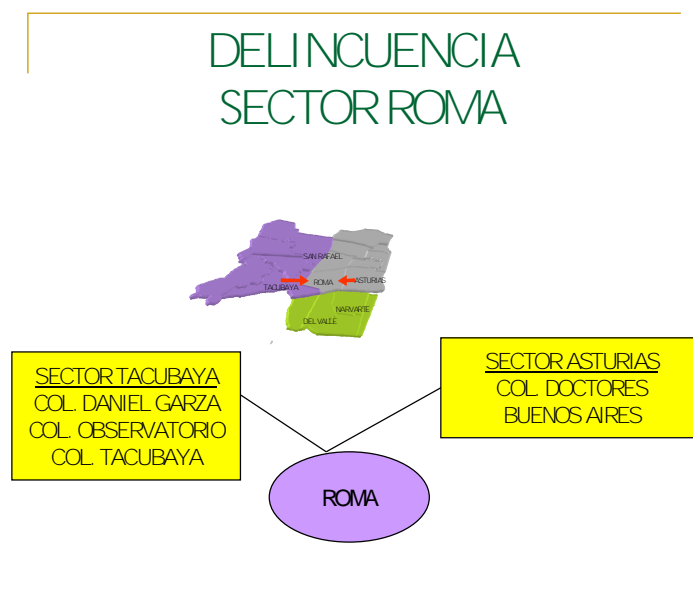 DELINCUENCIA
SECTOR ROMA
SAN RAFAEL
TACUBAYA
ROMA
ASTURIAS
NARVARTE
DEL VALLE
SECTOR TACUBAYA
COL. DANIEL GARZA
COL. OBSERVATORIO
COL. TACUBAYA
SECTOR ASTURIAS
COL. DOCTORES
BUENOS AIRES
ROMA